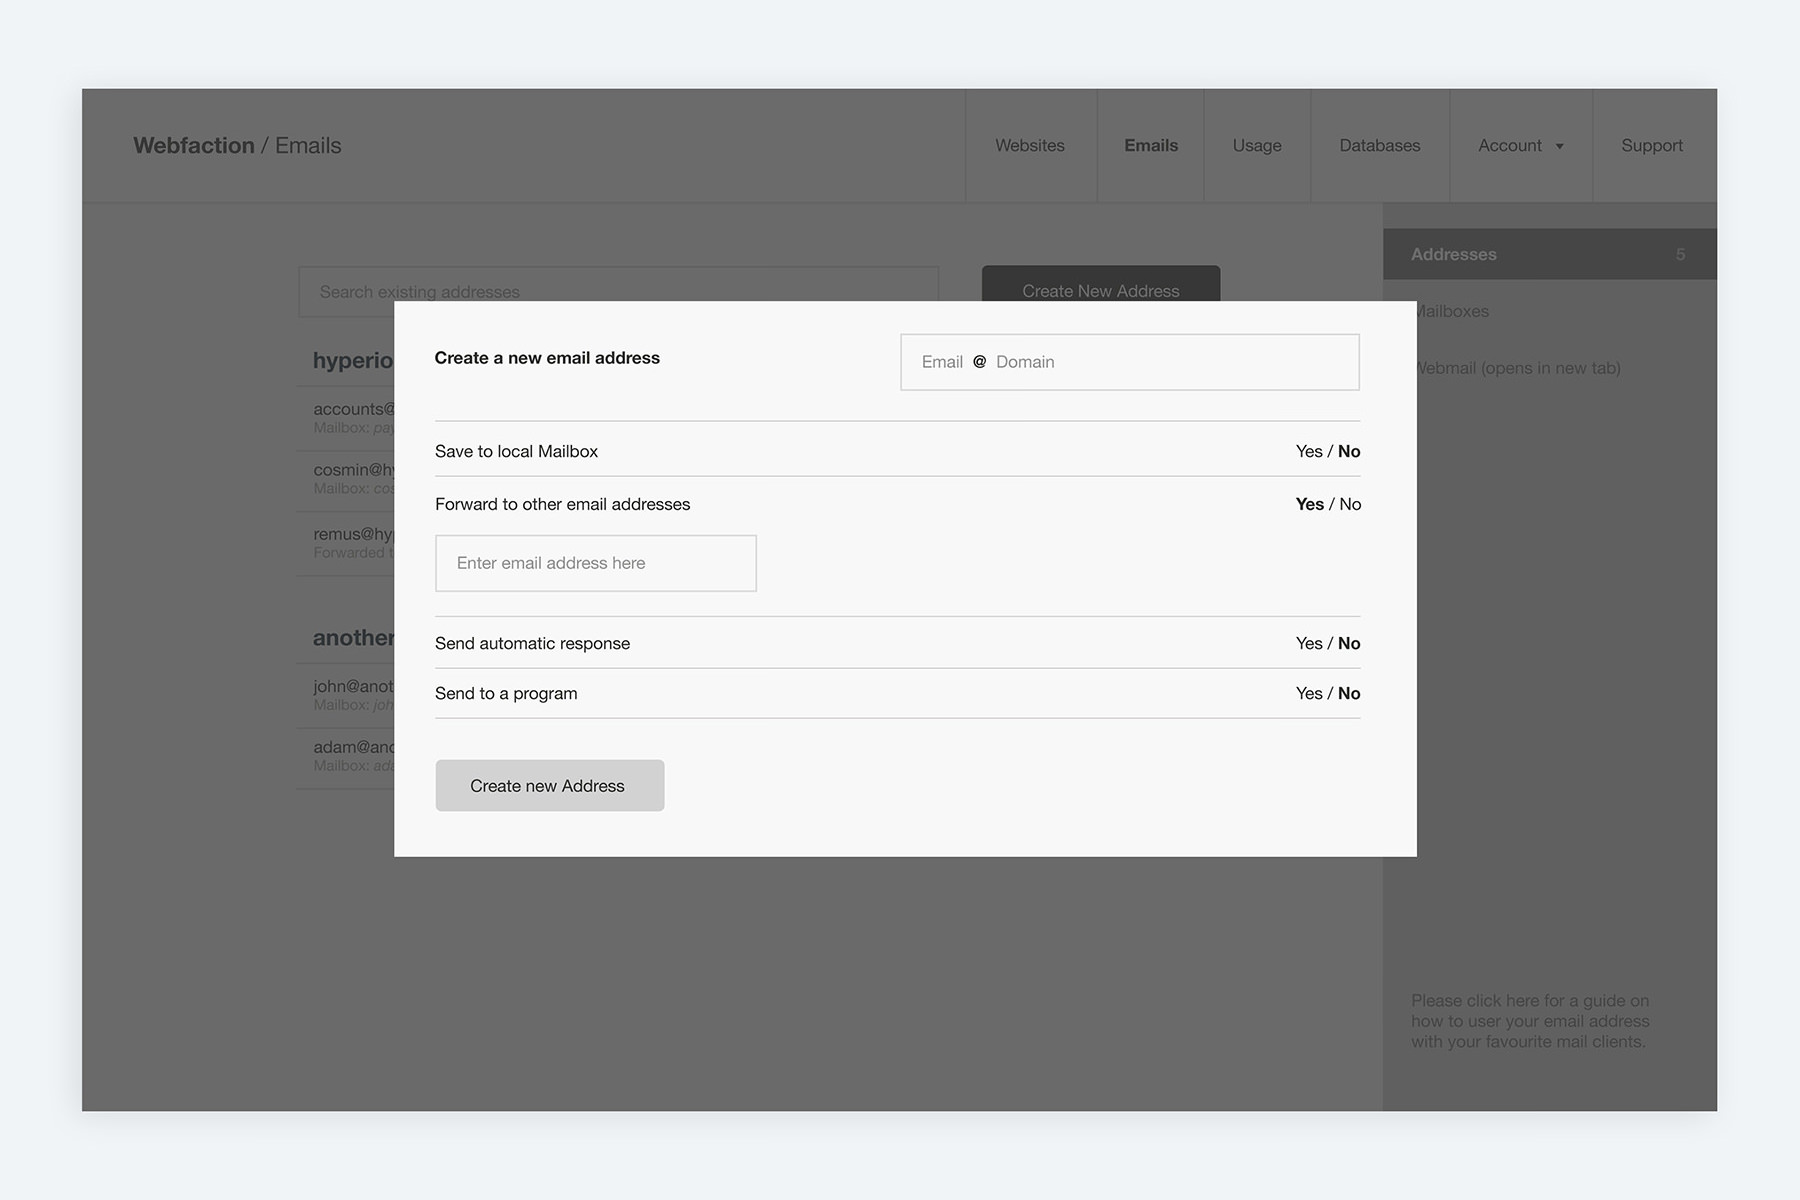 Webfaction / Emails
Websites
Emails
Usage
Databases
Account
Support
Search existing addresses
Create New Address
Addresses 5
Mailboxes
Webmail (opens in new tab)
hyperio
accounts@
Mailbox: pay
cosmin@hy
Mailbox: cos
remus@hyp
Forwarded t
another
john@anot
Mailbox: joh
adam@ano
Mailbox: ada
Create a new email address
Email @ Domain
Save to local Mailbox Yes / No
Forward to other email addresses Yes / No
Enter email address here
Send automatic response Yes / No
Send to a program Yes / No
Create new Address
Please click here for a guide on
how to user your email address
with your favourite mail clients.